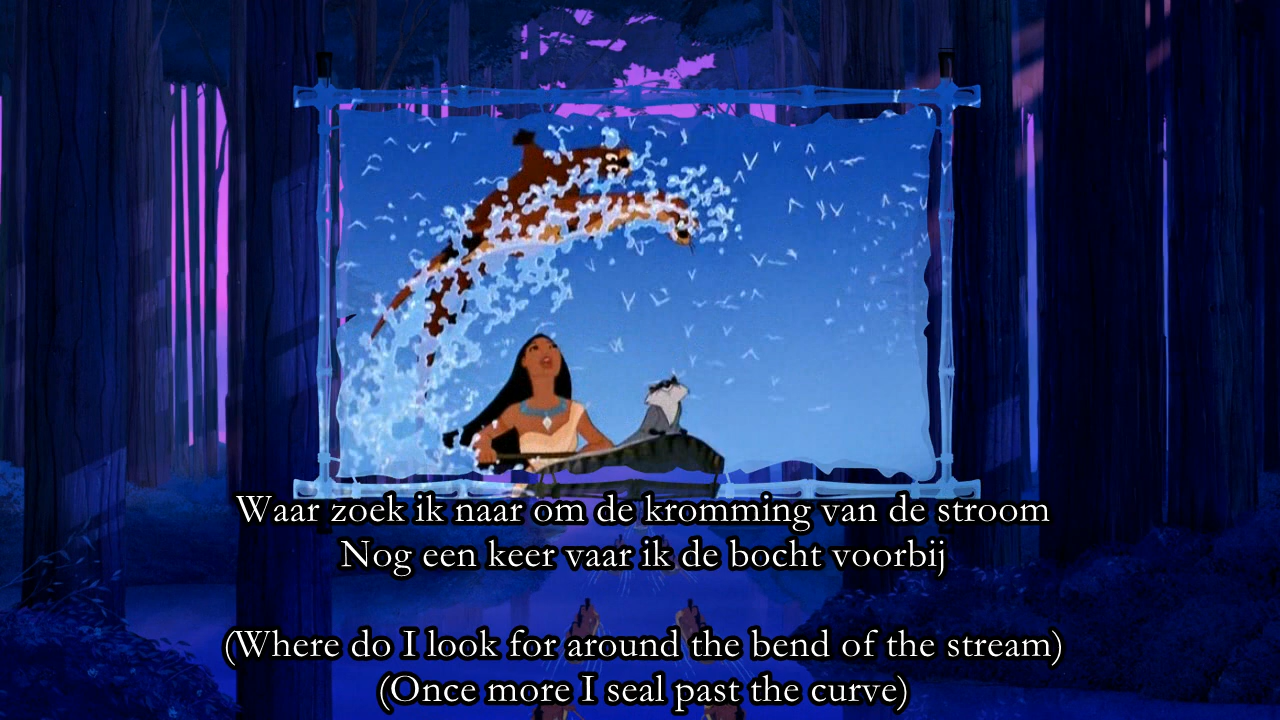 Waar zoek ik naar om de kromming van de stroom
Nog een keer vaar ik de bocht voorbij
(Where do I look for around the bend of the stream)
(Once more I seal past the curve)